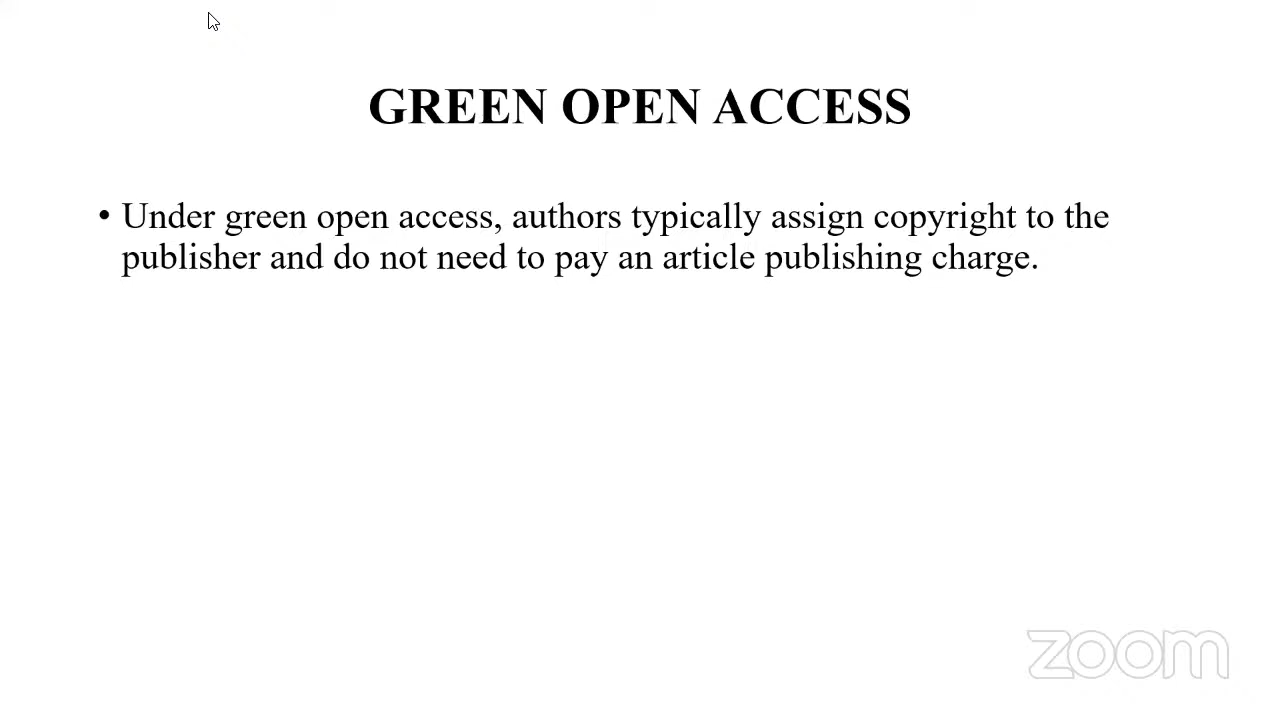 GREEN OPEN ACCESS
• Under green open access, authors typically assign copyright to the
publisher and do not need to pay an article publishing charge.
zoom